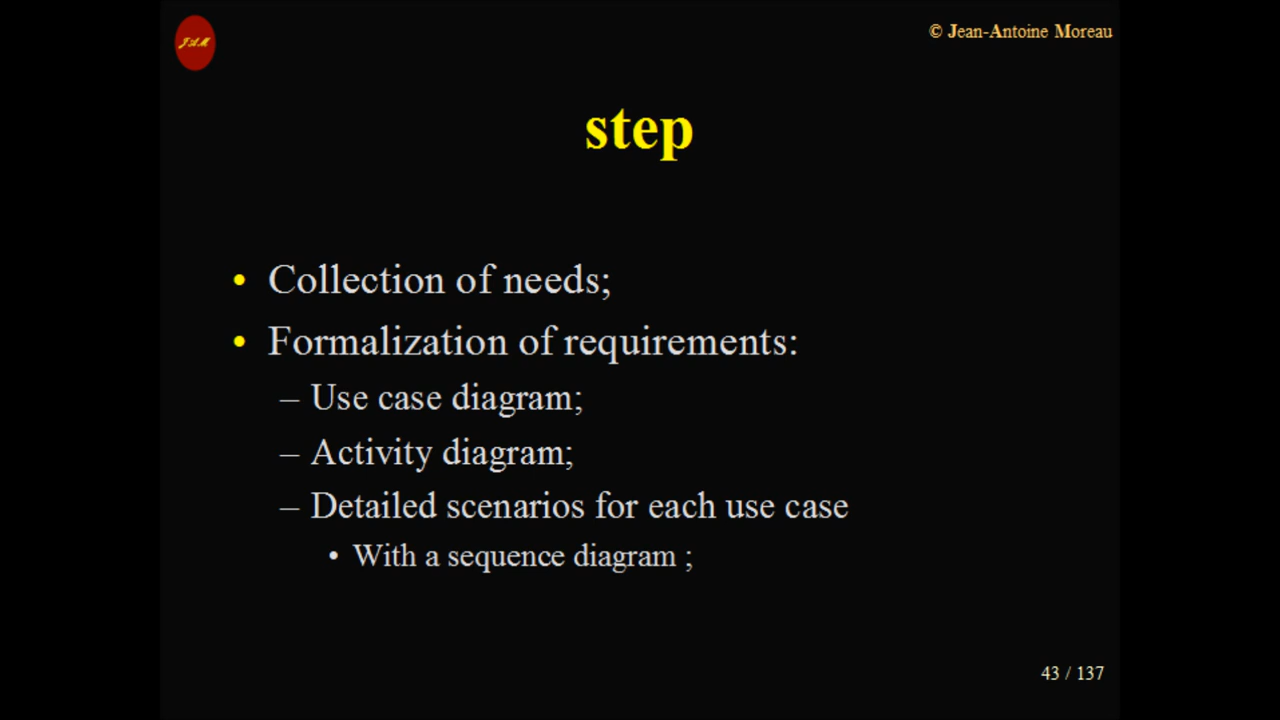 JAM
© Jean-Antoine Moreau
step
• Collection of needs;
• Formalization of requirements:
– Use case diagram;
– Activity diagram;
– Detailed scenarios for each use case
• With a sequence diagram ;
43 / 137